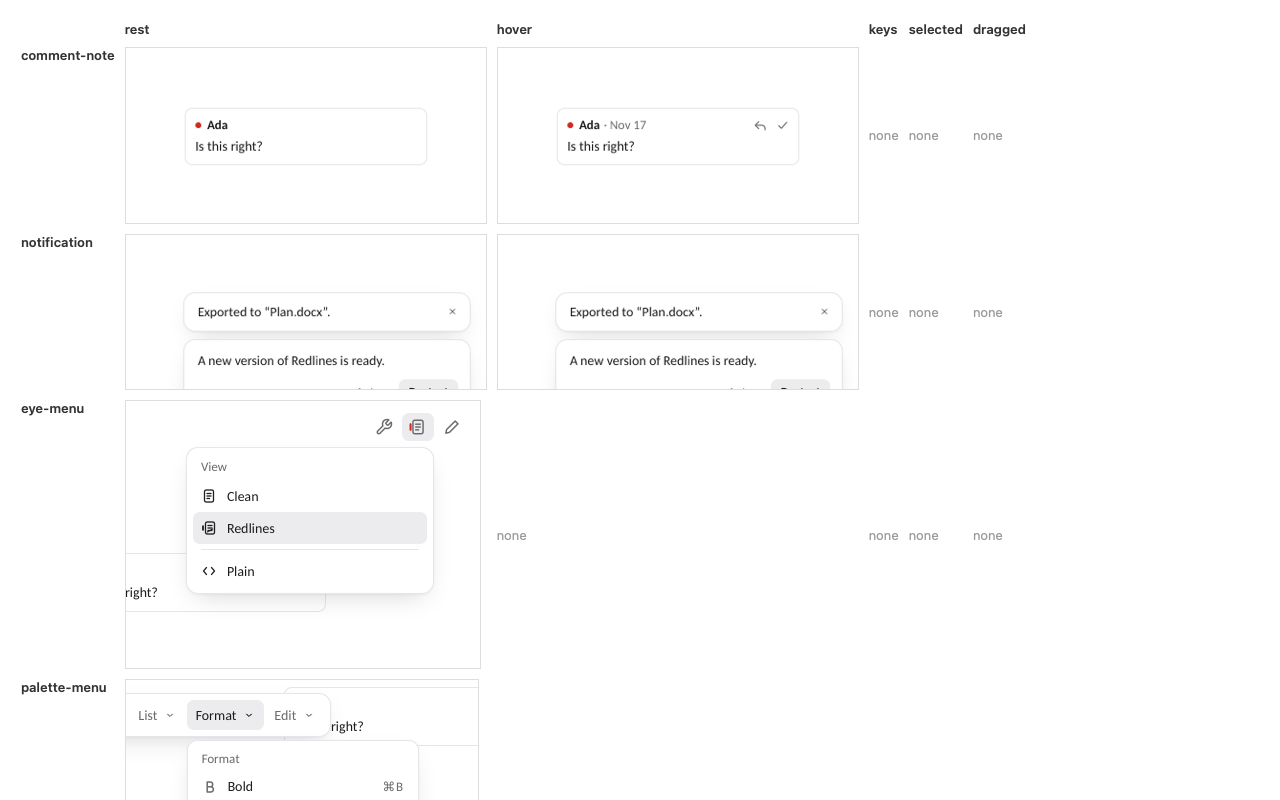 rest hover keys selected dragged
comment-note
Ada
Is this right?
Ada · Nov 17
Is this right?
none none none
notification
Exported to “Plan.docx”.
A new version of Redlines is ready.
Exported to “Plan.docx”.
A new version of Redlines is ready.
none none none
eye-menu
View
Clean
Redlines
Plain
right?
none
none none none
palette-menu
List Format Edit
right?
Format
Bold ⌘B